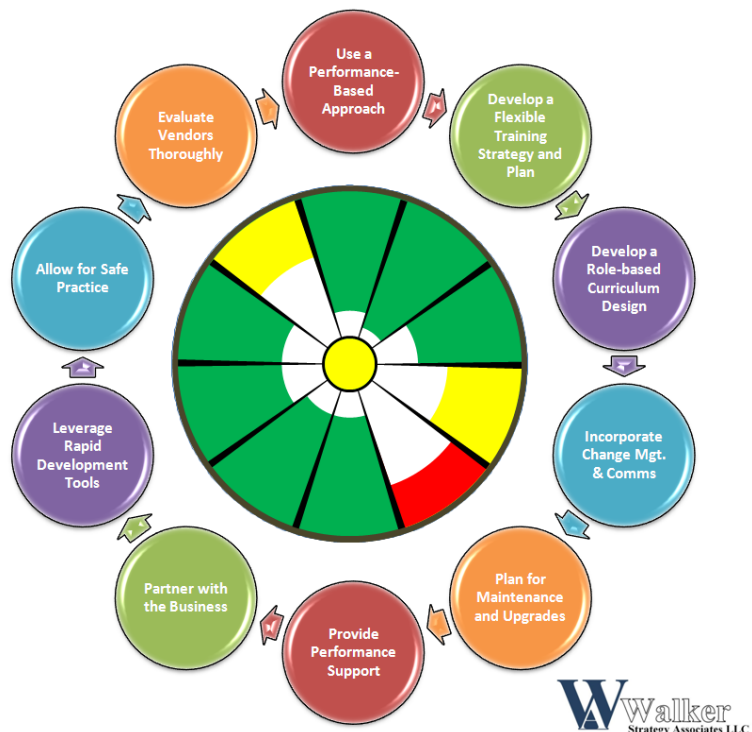 Use a
Performance-
Based
Approach
Develop a
Flexible
Training
Strategy and
Plan
Develop a
Role-based
Curriculum
Design
Incorporate
Change Mgt.
& Comms
Plan for
Maintenance
and Upgrades
Provide
Performance
Support
Partner with
the Business
Leverage
Rapid
Development
Tools
Allow for Safe
Practice
Evaluate
Vendors
Thoroughly
WA Walker
Strategy Associates LLC